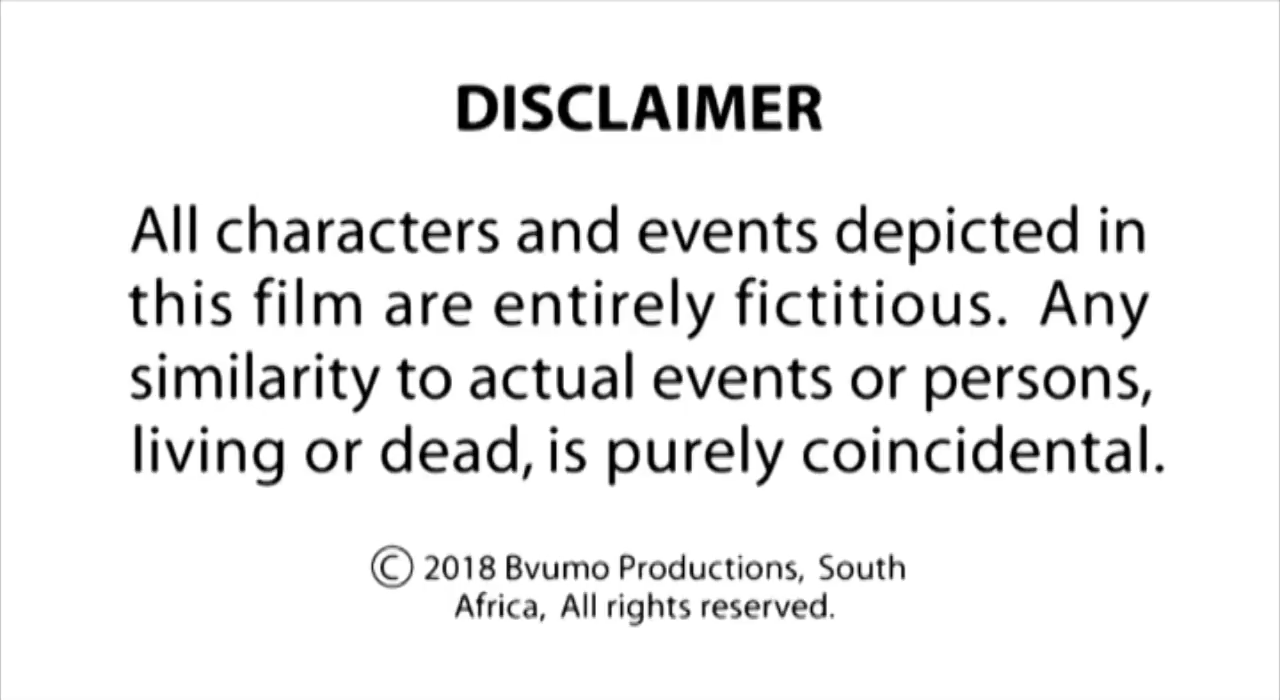 DISCLAIMER
All characters and events depicted in
this film are entirely fictitious. Any
similarity to actual events or persons,
living or dead, is purely coincidental.
© 2018 Bvumo Productions, South
Africa, All rights reserved.